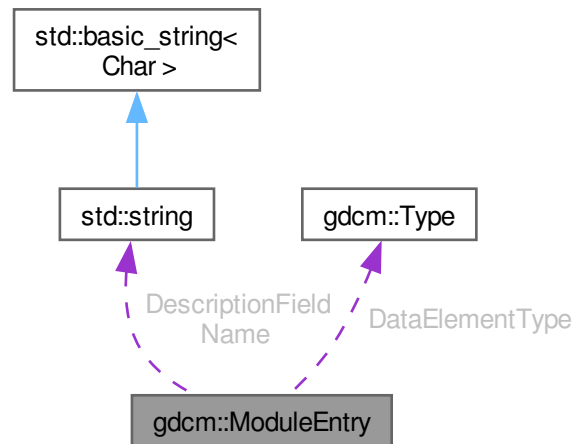 std::basic_string<
Char >
std::string
gdcm::Type
DescriptionField
Name
DataElementType
gdcm::ModuleEntry